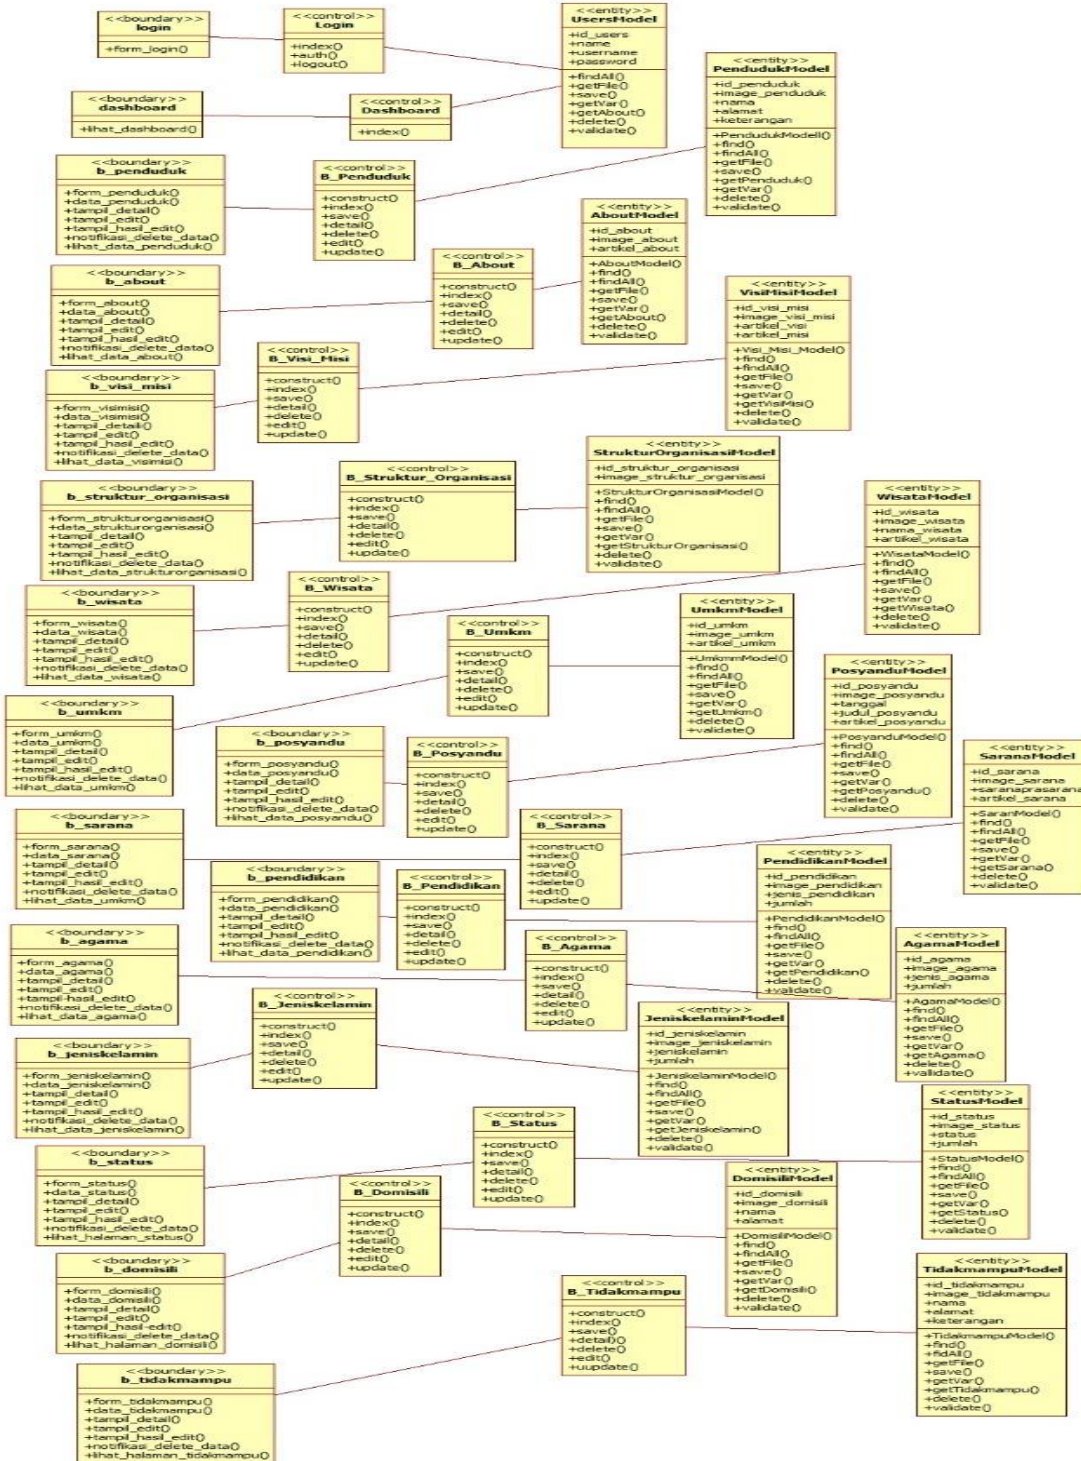 <<boundary>>
login
+form_login()
<<control>>
Login
+index()
+auth()
+logout()
<<entity>>
UsersModel
+id_users
+name
+username
+password
+findAll()
+getFile()
+save()
+getVar()
+getAbout()
+delete()
+validate()
<<boundary>>
dashboard
+lihat_dashboard()
<<control>>
Dashboard
+index()
<<entity>>
PendudukModel
+id_penduduk
+image_penduduk
+nama
+alamat
+keterangan
+PendudukModell()
+find()
+findAll()
+getFile()
+save()
+getPenduduk()
+getVar()
+delete()
+validate()
<<boundary>>
b_penduduk
+form_penduduk()
+data_penduduk()
+tampil_detail()
+tampil_edit()
+tampil_hasil_edit()
+notifikasi_delete_data()
+lihat_data_penduduk()
<<control>>
B_Penduduk
+construct()
+index()
+save()
+detail()
+delete()
+edit()
+update()
<<entity>>
AboutModel
+id_about
+image_about
+artikel_about
+AboutModel()
+find()
+findAll()
+getFile()
+save()
+getVar()
+getAbout()
+delete()
+validate()
<<boundary>>
b_about
+form_about()
+data_about()
+tampil_detail()
+tampil_edit()
+tampil_hasil_edit()
+notifikasi_delete_data()
+lihat_data_about()
<<control>>
B_About
+construct()
+index()
+save()
+detail()
+delete()
+edit()
+update()
<<entity>>
VisiMisiModel
+id_visi_misi
+image_visi_misi
+artikel_visi
+artikel_misi
+Visi_Misi_Model()
+find()
+findAll()
+getFile()
+save()
+getVar()
+getVisiMisi()
+delete()
+validate()
<<boundary>>
b_visi_misi
+form_visimisi()
+data_visimisi()
+tampil_detaili()
+tampil_edit()
+tampil_hasil_edit()
+notifikasi_delete_data()
+lihat_data_visimisi()
<<control>>
B_Visi_Misi
+construct()
+index()
+save()
+detail()
+delete()
+edit()
+update()
<<entity>>
StrukturOrganisasiModel
+id_struktur_organisasi
+image_struktur_organisasi
+StrukturOrganisasiModel()
+find()
+findAll()
+getFile()
+save()
+getVar()
+getStrukturOrganisasi()
+delete()
+validate()
<<boundary>>
b_struktur_organisasi
+form_strukturorganisasi()
+data_strukturorganisasi()
+tampil_detail()
+tampil_edit()
+tampil_hasil_edit()
+notifikasi_delete_data()
+lihat_data_strukturorganisasi()
<<control>>
B_Struktur_Organisasi
+construct()
+index()
+save()
+detail()
+delete()
+edit()
+update()
<<entity>>
WisataModel
+id_wisata
+image_wisata
+nama_wisata
+artiikel_wisata
+WisataModel()
+find()
+findAll()
+getFile()
+save()
+getVar()
+getWisata()
+delete()
+validate()
<<boundary>>
b_wisata
+form_wisata()
+data_wisata()
+tampil_detail()
+tampil_edit()
+tampil_hasil_edit()
+notifikasi_delete_data()
+lihat_data_wisata()
<<control>>
B_Wisata
+construct()
+index()
+save()
+detail()
+delete()
+edit()
+update()
<<entity>>
UmkmModel
+id_umkm
+image_umkm
+artikel_umkm
+UmkmmModel()
+find()
+findAll()
+getFile()
+save()
+getVar()
+getUmkm()
+delete()
+validate()
<<control>>
B_Umkm
+construct()
+index()
+save()
+detail()
+delete()
+edit()
+update()
<<boundary>>
b_umkm
+form_umkm()
+data_umkm()
+tampil_detail()
+tampil_edit()
+tampil_hasil_edit()
+notifikasi_delete_data()
+lihat_data_umkm()
<<entity>>
PosyanduModel
+id_posyandu
+image_posyandu
+tanggal
+judul_posyandu
+artikel_posyandu
+PosyanduModel()
+find()
+findAll()
+getFile()
+save()
+getVar()
+getPosyandu()
+delete()
+validate()
<<boundary>>
b_posyandu
+form_posyandu()
+data_posyandu()
+tampil_detail()
+tampil_edit()
+tampil_hasil_edit()
+notifikasi_delete_data()
+lihat_data_posyandu()
<<control>>
B_Posyandu
+construct()
+index()
+save()
+detail()
+delete()
+edit()
+update()
<<entity>>
SaranaModel
+id_sarana
+image_sarana
+saranaprasarana
+artikel_sarana
+SaranModel()
+find()
+findAll()
+getFile()
+save()
+getVar()
+getSarana()
+delete()
+validate()
<<boundary>>
b_sarana
+form_sarana()
+data_sarana()
+tampil_detail()
+tampil_edit()
+tampil_hasil_edit()
+notifikasi_delete_data()
+lihat_data_umkm()
<<control>>
B_Sarana
+construct()
+index()
+save()
+detail()
+delete()
+edit()
+update()
<<entity>>
PendidikanModel
+id_pendidikan
+image_pendidikan
+jenis_pendidikan
+jumlah
+PendidikanModel()
+find()
+findAll()
+getFile()
+save()
+getVar()
+getPendidikan()
+delete()
+validate()
<<boundary>>
b_pendidikan
+form_pendidikan()
+data_pendidikan()
+tampil_detail()
+tampil_edit()
+tampil_hasil_edit()
+notifikasi_delete_data()
+lihat_data_pendidikan()
<<control>>
B_Pendidikan
+construct()
+index()
+save()
+detail()
+delete()
+edit()
+update()
<<boundary>>
b_agama
+form_agama()
+data_agama()
+tampil_detail()
+tampil_edit()
+tampil-hasil_edit()
+notifikasi_delete_data()
+lihat_data_agama()
<<control>>
B_Agama
+construct()
+index()
+save()
+detail()
+delete()
+edit()
+update()
<<entity>>
AgamaModel
+id_agama
+image_agama
+jenis_agama
+jumlah
+AgamaModel()
+find()
+findAll()
+getFile()
+save()
+getVar()
+getAgama()
+delete()
+vallidate()
<<control>>
B_Jeniskelamin
+construct()
+index()
+save()
+detail()
+delete()
+edit()
+update()
<<entity>>
JeniskelaminModel
+id_jeniskelamin
+image_jeniskelamin
+jeniskelamin
+jumlah
+JeniskelaminModel()
+find()
+findAll()
+getFile()
+save()
+getVar()
+getJeniskelamin()
+delete()
+validate()
<<boundary>>
b_jeniskelamin
+form_jeniskelamin()
+data_jeniskelamin()
+tampil_detail()
+tampil_edit()
+tampil_hasil_edit()
+notifikasi_delete_data()
+lihat_data_jeniskelamin()
<<entity>>
StatusModel
+id_status
+image_status
+status
+jumlah
+StatusModel()
+find()
+findAll()
+getFile()
+save()
+getVar()
+getStatus()
+delete()
+validate()
<<control>>
B_Status
+construct()
+index()
+save()
+detail()
+delete()
+edit()
+update()
<<boundary>>
b_status
+form_status()
+data_status()
+tampil_detail()
+tampil_edit()
+tampil_hasil_edit()
+notifikasi_delete_data()
+lihat_halaman_status()
<<control>>
B_Domisili
+construct()
+index()
+save()
+detail()
+delete()
+edit()
+update()
<<entity>>
DomisiliModel
+id_domisili
+image_domisili
+nama
+alamat
+DomisiliModel()
+find()
+findAll()
+getFile()
+save()
+getVar()
+getDomisili()
+delete()
+validate()
<<boundary>>
b_domisili
+form_domisili()
+data_domisili()
+tampil_detail()
+tampil_edit()
+tampil_hasil-edit()
+notifikasi_delete_data()
+lihat_halaman_domisili()
<<control>>
B_Tidakmampu
+construct()
+index()
+save()
+detail()
+delete()
+edit()
+uupdate()
<<entity>>
TidakmampuModel
+id_tidakmampu
+image_tidakmampu
+nama
+alamat
+keterangan
+TidakmampuModel()
+find()
+fidAll()
+getFile()
+save()
+getVar()
+getTidakmampu()
+delete()
+validate()
<<boundary>>
b_tidakmampu
+form_tidakmampu()
+data_tidakmampu()
+tampil_detail()
+tampil_edit()
+tampil_hasil_edit()
+notifikasi_delete_data()
+lihat_halaman_tidakmampu()